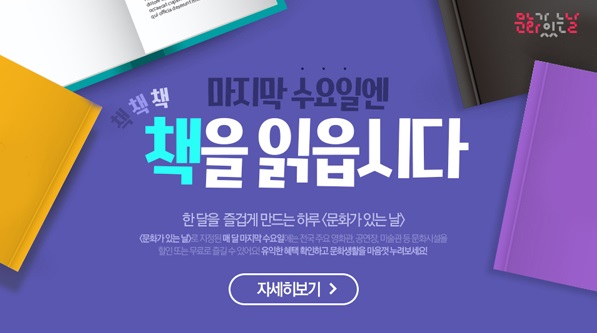 qui officia deserunt
문화가 있는 날
마지막 수요일엔
책 책 책
책을 읽읍시다
한 달을 즐겁게 만드는 하루 <문화가 있는 날>
<문화가 있는 날>로 지정된 매 달 마지막 수요일에는 전국 주요 영화관, 공연장, 미술관 등 문화시설을
할인 또는 무료로 즐길 수 있어요! 유익한 혜택 확인하고 문화생활을 마음껏 누려보세요!
자세히보기 >